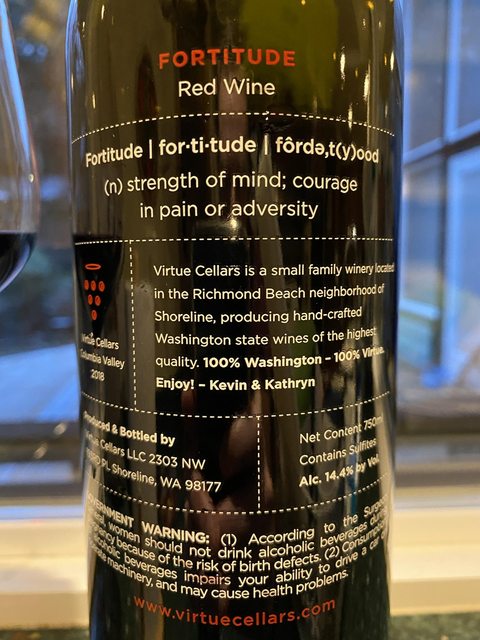 FORTITUDE
Red Wine
Fortitude | for·ti·tude | fôrdə,t(y)ood
(n) strength of mind; courage
in pain or adversity
Virtue Cellars is a small family winery located
in the Richmond Beach neighborhood of
Shoreline, producing hand-crafted
Washington state wines of the highest
quality. 100% Washington – 100% Virtue.
Enjoy! – Kevin & Kathryn
Virtue Cellars
Columbia Valley
2018
Produced & Bottled by
Virtue Cellars LLC 2303 NW
PL Shoreline, WA 98177
Net Content 750ml
Contains Sulfites
Alc. 14.4% by Vol.
GOVERNMENT WARNING: (1) According to the Surgeon
women should not drink alcoholic beverages during
because of the risk of birth defects. (2) Consumption
alcoholic beverages impairs your ability to drive a car
machinery, and may cause health problems.
www.virtuecellars.com